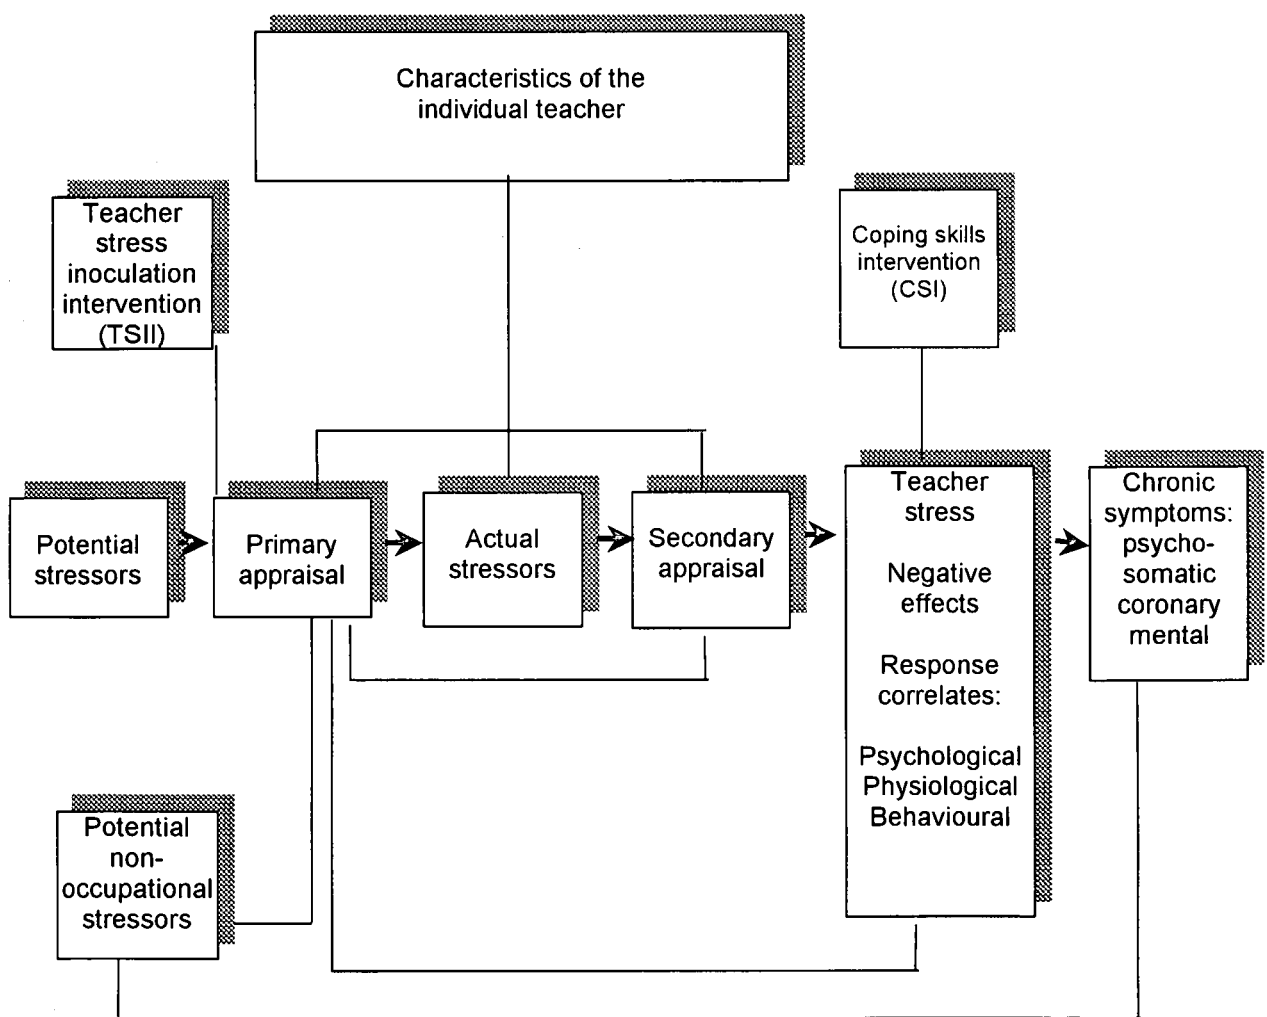 Characteristics of the
individual teacher
Teacher
stress
inoculation
intervention
(TSII)
Coping skills
intervention
(CSI)
Potential
stressors
Primary
appraisal
Actual
stressors
Secondary
appraisal
Teacher
stress
Negative
effects
Response
correlates:
Psychological
Physiological
Behavioural
Chronic
symptoms:
psycho-
somatic
coronary
mental
Potential
non-
occupational
stressors